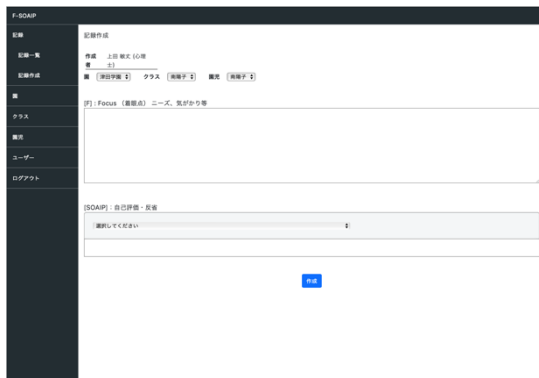 F-SOAIP
記録
記録一覧
記録作成
園
クラス
園児
ユーザー
ログアウト
記録作成
作成者 上田 敏丈 (心理士)
園 津田学園 クラス 南陽子 園児 南陽子
[F] : Focus （着眼点） ニーズ、気がかり等
[SOAIP] : 自己評価・反省
選択してください
作成